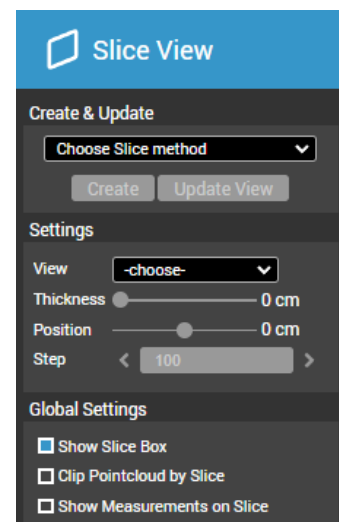 Slice View
Create & Update
Choose Slice method
Create Update View
Settings
View -choose-
Thickness 0 cm
Position 0 cm
Step 100
Global Settings
Show Slice Box
Clip Pointcloud by Slice
Show Measurements on Slice